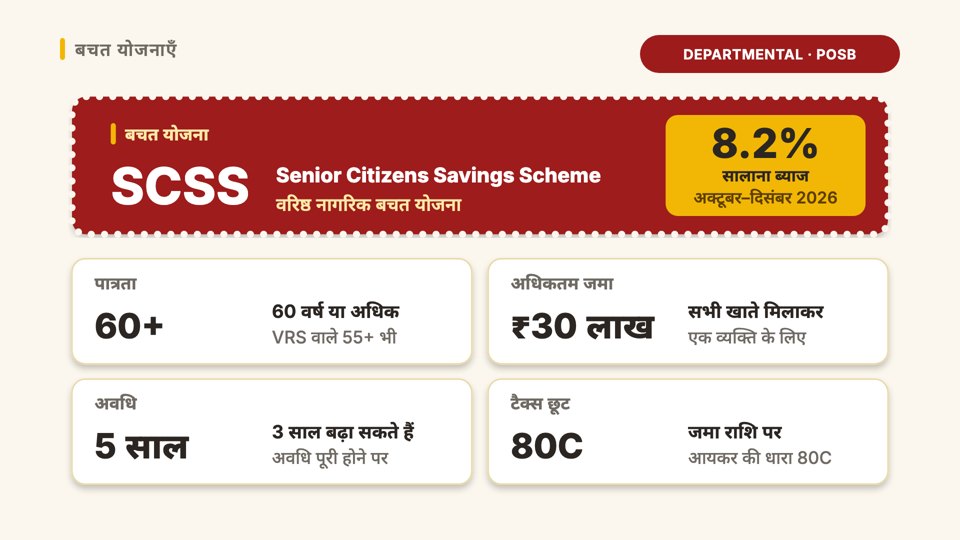 बचत योजनाएँ
DEPARTMENTAL · POSB
बचत योजना
SCSS
Senior Citizens Savings Scheme
वरिष्ठ नागरिक बचत योजना
8.2%
सालाना ब्याज
अक्टूबर–दिसंबर 2026
पात्रता
60+
60 वर्ष या अधिक
VRS वाले 55+ भी
अधिकतम जमा
₹30 लाख
सभी खाते मिलाकर
एक व्यक्ति के लिए
अवधि
5 साल
3 साल बढ़ा सकते हैं
अवधि पूरी होने पर
टैक्स छूट
80C
जमा राशि पर
आयकर की धारा 80C